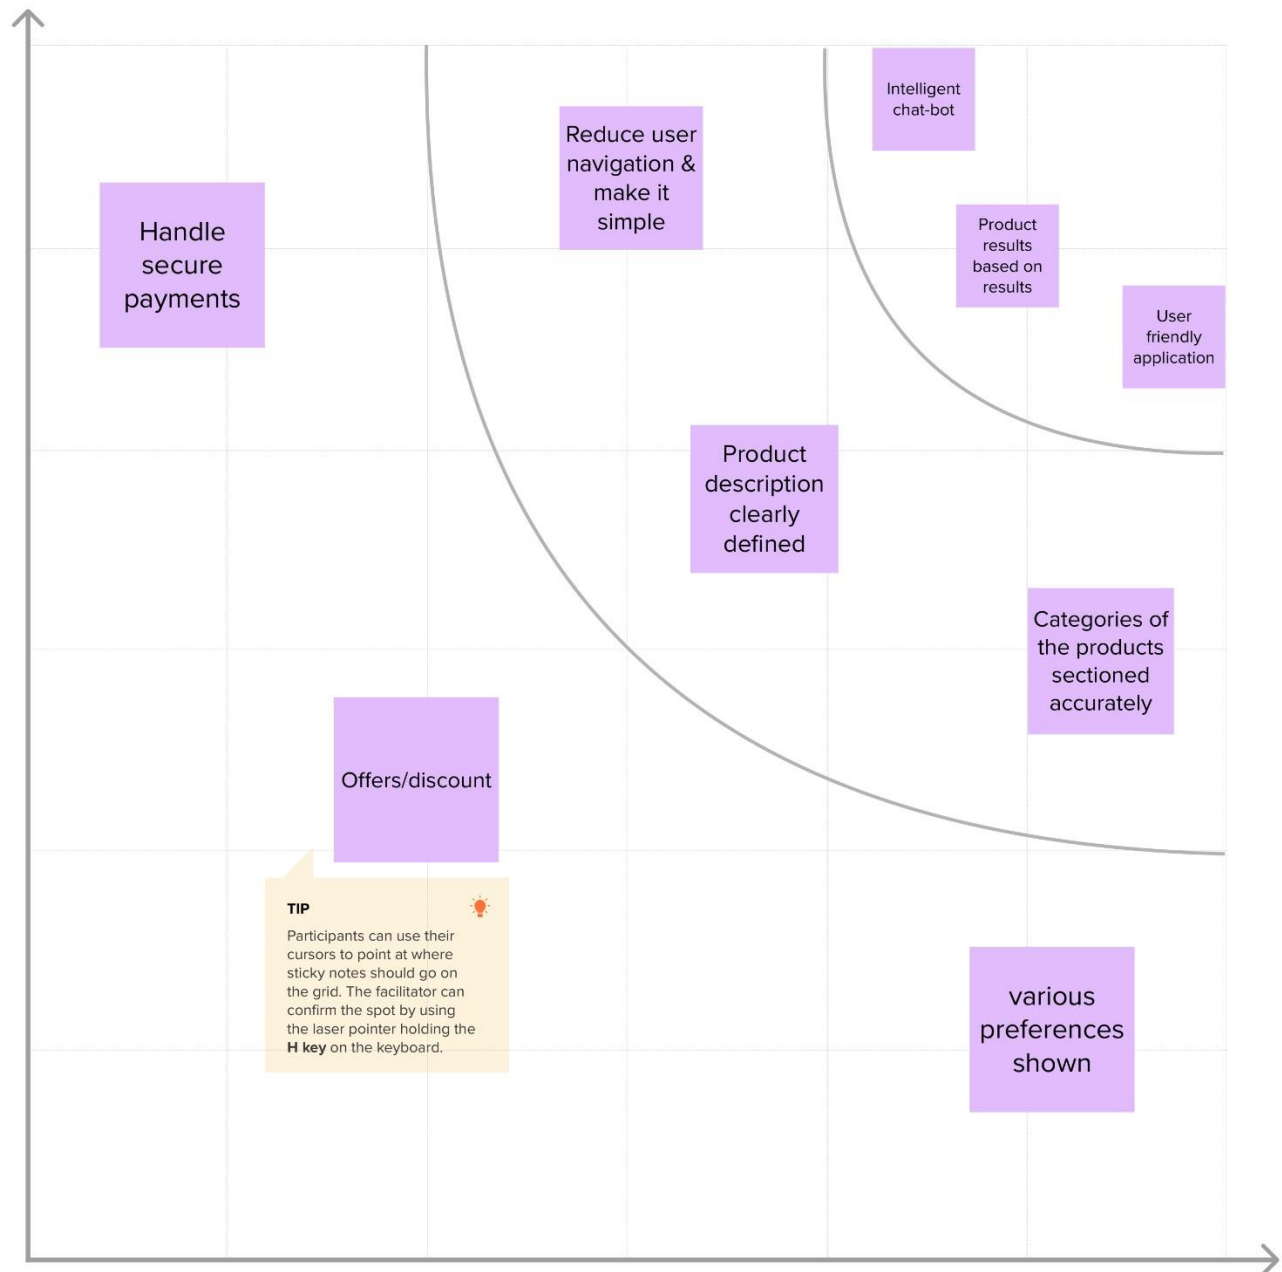 Intelligent
chat-bot
Reduce user
navigation &
make it
simple
Handle
secure
payments
Product
results
based on
results
User
friendly
application
Product
description
clearly
defined
Categories of
the products
sectioned
accurately
Offers/discount
TIP
Participants can use their
cursors to point at where
sticky notes should go on
the grid. The facilitator can
confirm the spot by using
the laser pointer holding the
H key on the keyboard.
various
preferences
shown